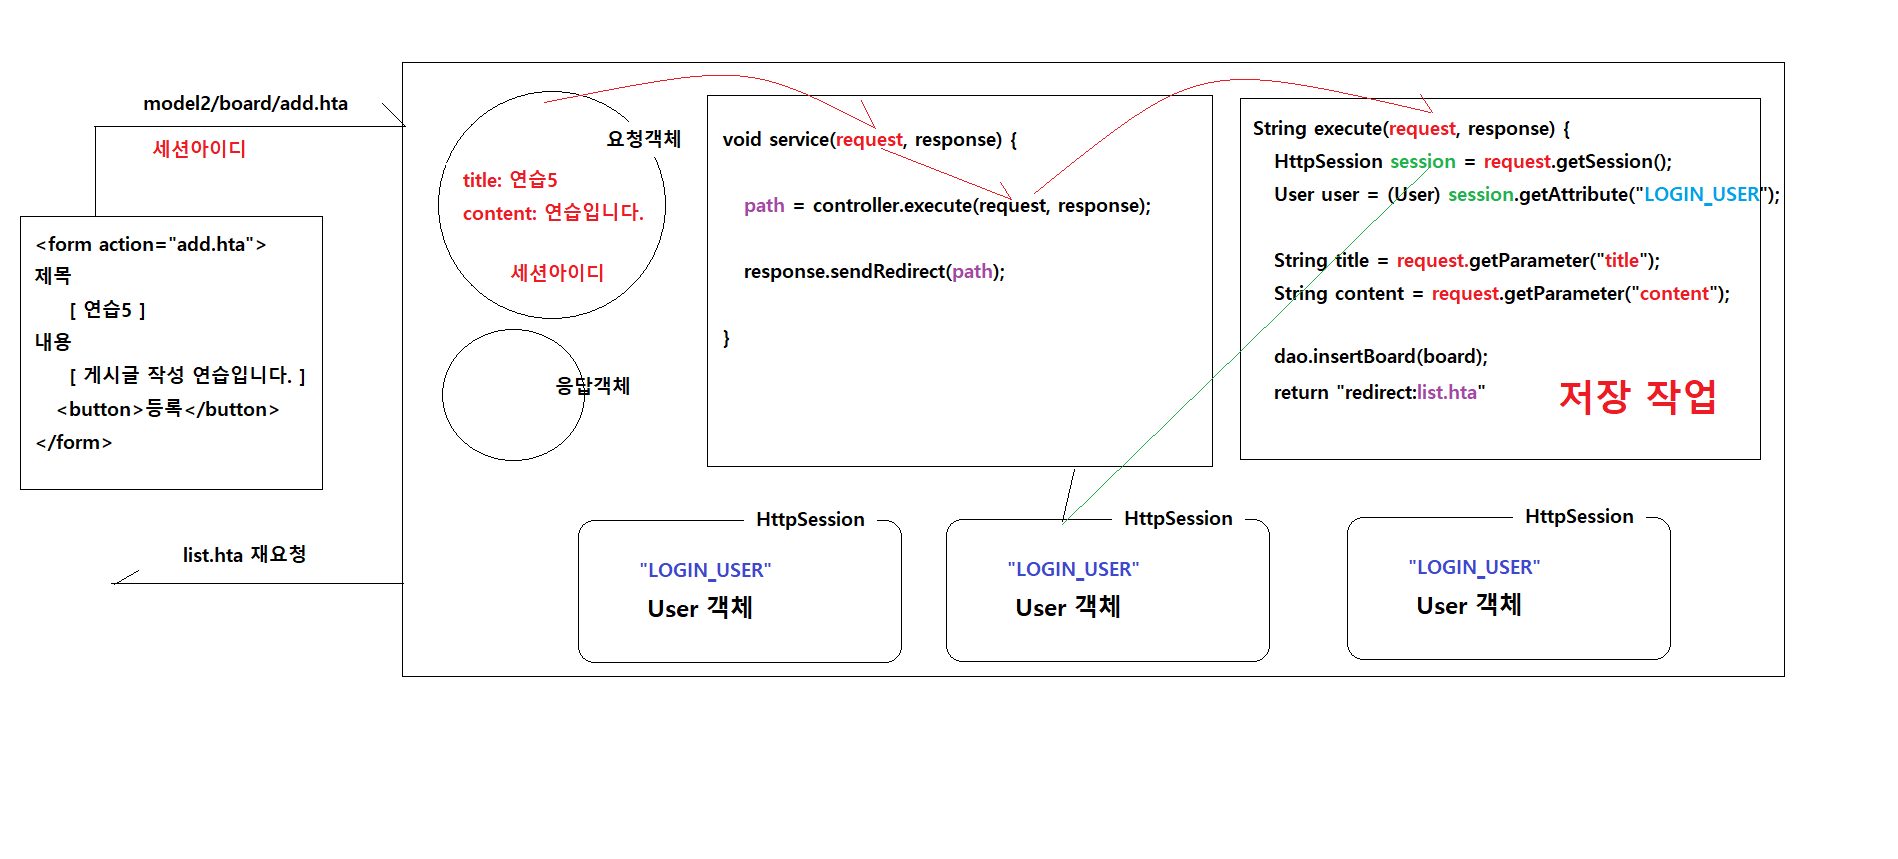 model2/board/add.hta
세션아이디
<form action="add.hta">
제목
[ 연습5 ]
내용
[ 게시글 작성 연습입니다. ]
<button>등록</button>
</form>
list.hta 재요청
요청객체
title: 연습5
content: 연습입니다.
세션아이디
응답객체
void service(request, response) {
path = controller.execute(request, response);
response.sendRedirect(path);
}
String execute(request, response) {
HttpSession session = request.getSession();
User user = (User) session.getAttribute("LOGIN_USER");
String title = request.getParameter("title");
String content = request.getParameter("content");
dao.insertBoard(board);
return "redirect:list.hta"
저장 작업
HttpSession
"LOGIN_USER"
User 객체
HttpSession
"LOGIN_USER"
User 객체
HttpSession
"LOGIN_USER"
User 객체